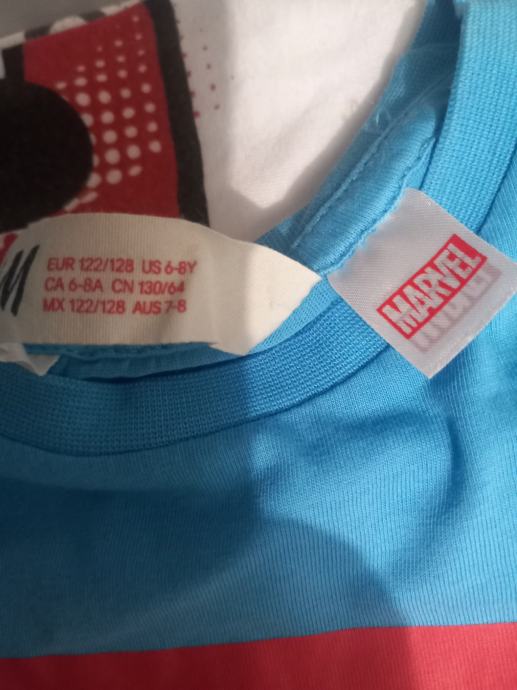 M
EUR 122/128 US 6-8Y
CA 6-8A CN 130/64
MX 122/128 AUS 7-8
MARVEL